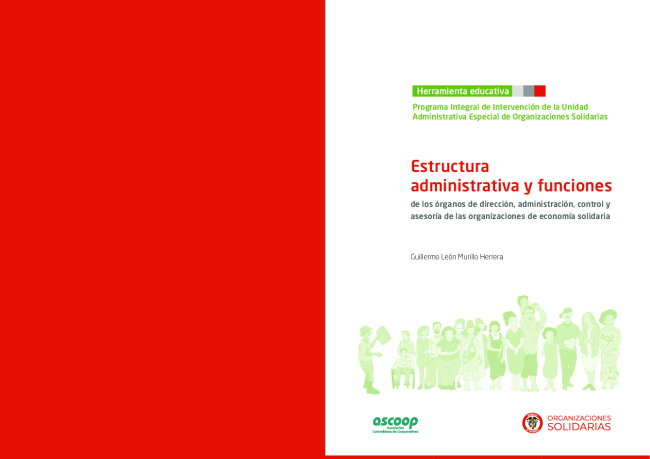 Herramienta educativa
Programa Integral de Intervención de la Unidad
Administrativa Especial de Organizaciones Solidarias
Estructura
administrativa y funciones
de los órganos de dirección, administración, control y
asesoría de las organizaciones de economía solidaria
Guillermo León Murillo Herrera
ascoop
Asociación
Colombiana de Cooperativas
ORGANIZACIONES
SOLIDARIAS